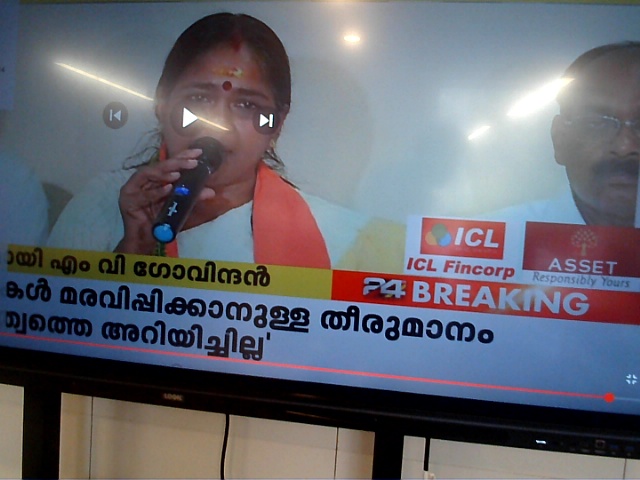 ICL
ICL Fincorp
ASSET
Responsibly Yours
യി എം വി ഗോവിന്ദൻ
24 BREAKING
കൾ മരവിപ്പിക്കാനുള്ള തീരുമാനം
ത്വത്തെ അറിയിച്ചില്ല'